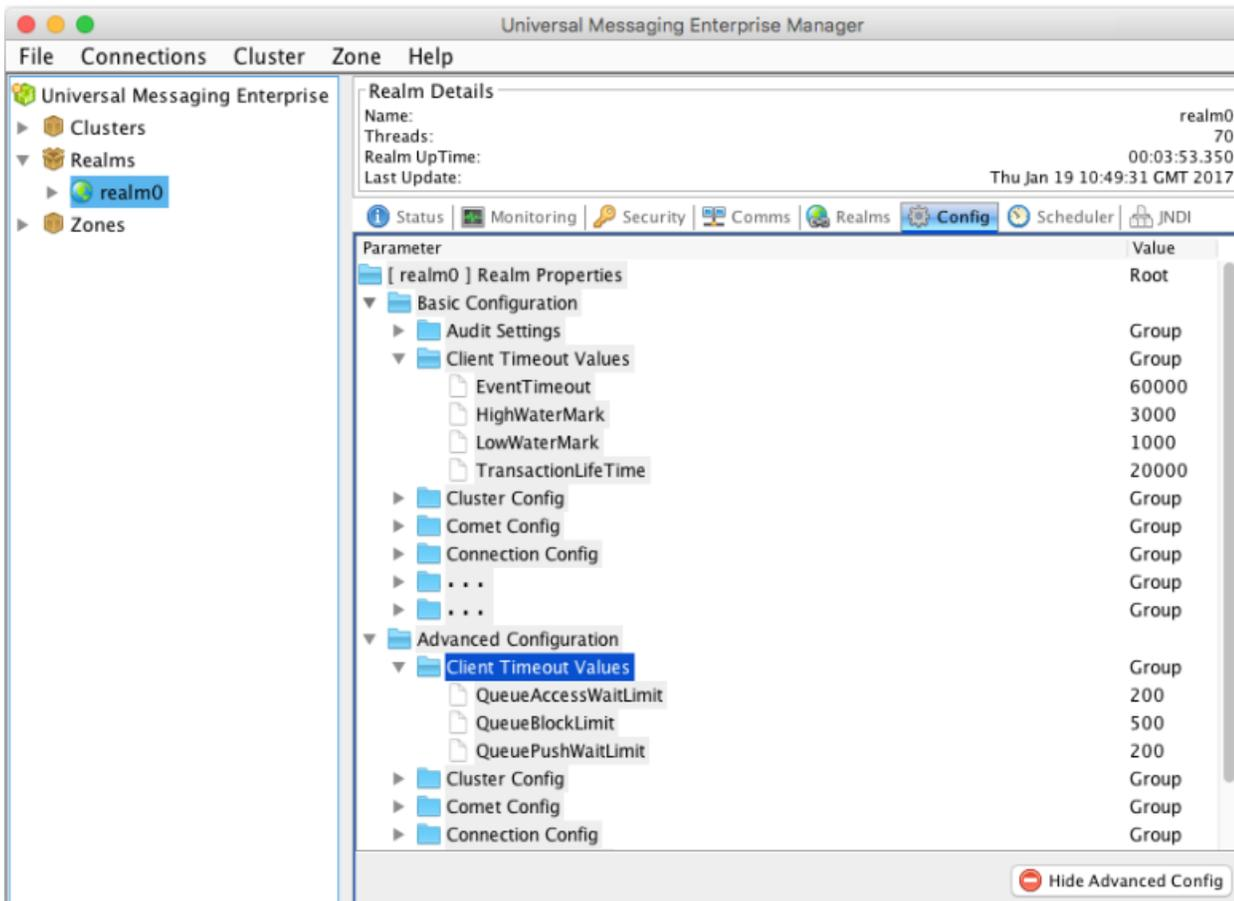 Universal Messaging Enterprise Manager
File Connections Cluster Zone Help
Universal Messaging Enterprise
Clusters
Realms
realm0
Zones
Realm Details
Name: realm0
Threads: 70
Realm UpTime: 00:03:53.350
Last Update: Thu Jan 19 10:49:31 GMT 2017
Status Monitoring Security Comms Realms Config Scheduler JNDI
Parameter Value
[ realm0 ] Realm Properties Root
Basic Configuration
Audit Settings Group
Client Timeout Values Group
EventTimeout 60000
HighWaterMark 3000
LowWaterMark 1000
TransactionLifeTime 20000
Cluster Config Group
Comet Config Group
Connection Config Group
... Group
... Group
Advanced Configuration
Client Timeout Values Group
QueueAccessWaitLimit 200
QueueBlockLimit 500
QueuePushWaitLimit 200
Cluster Config Group
Comet Config Group
Connection Config Group
Hide Advanced Config